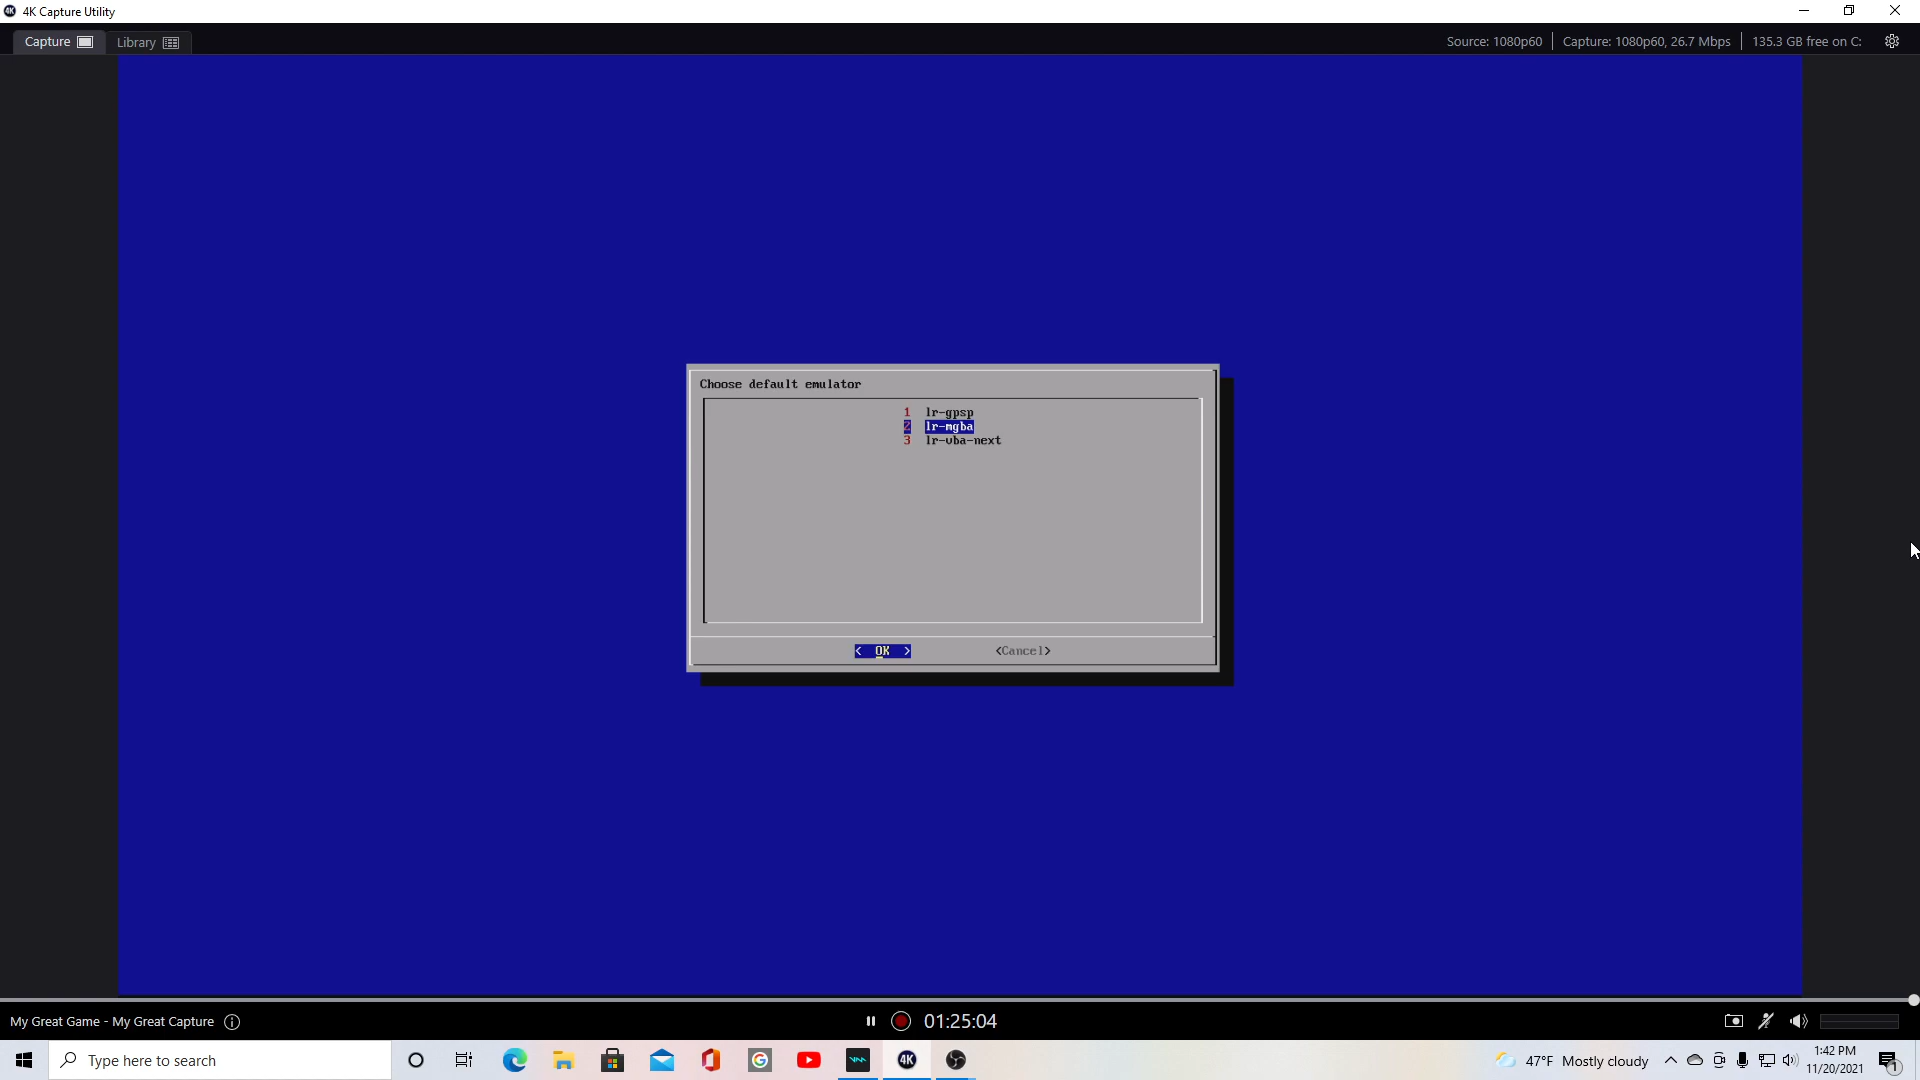 4K Capture Utility
Capture
Library
Source: 1080p60
Capture: 1080p60, 26.7 Mbps
135.3 GB free on C:
Choose default emulator
1 lr-gpsp
2 lr-mgba
3 lr-vba-next
< OK >
<Cancel>
My Great Game - My Great Capture
01:25:04
Type here to search
4K
47°F Mostly cloudy
1:42 PM
11/20/2021
1